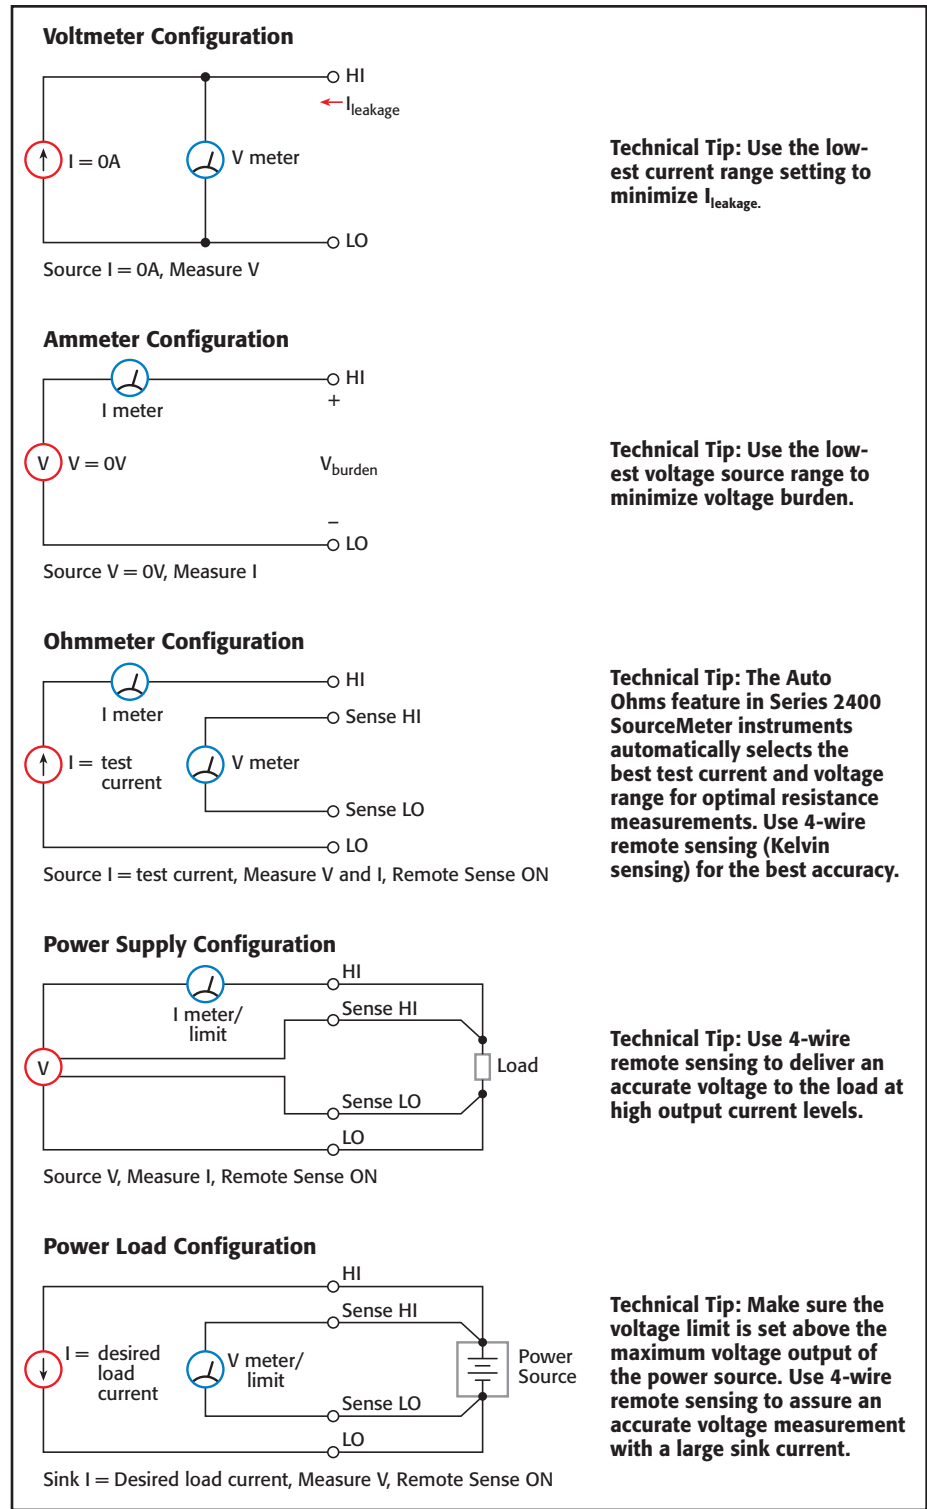 Voltmeter Configuration
HI
I leakage
I = 0A
V meter
LO
Source I = 0A, Measure V
Technical Tip: Use the low-
est current range setting to
minimize I leakage.
Ammeter Configuration
HI
I meter
+
V
V = 0V
V burden
–
LO
Source V = 0V, Measure I
Technical Tip: Use the low-
est voltage source range to
minimize voltage burden.
Ohmmeter Configuration
HI
I meter
Sense HI
I = test
current
V meter
Sense LO
LO
Source I = test current, Measure V and I, Remote Sense ON
Technical Tip: The Auto
Ohms feature in Series 2400
SourceMeter instruments
automatically selects the
best test current and voltage
range for optimal resistance
measurements. Use 4-wire
remote sensing (Kelvin
sensing) for the best accuracy.
Power Supply Configuration
HI
I meter/
limit
Sense HI
V
Load
Sense LO
LO
Source V, Measure I, Remote Sense ON
Technical Tip: Use 4-wire
remote sensing to deliver an
accurate voltage to the load at
high output current levels.
Power Load Configuration
HI
Sense HI
I = desired
load
current
V meter/
limit
Power
Source
Sense LO
LO
Sink I = Desired load current, Measure V, Remote Sense ON
Technical Tip: Make sure the
voltage limit is set above the
maximum voltage output of
the power source. Use 4-wire
remote sensing to assure an
accurate voltage measurement
with a large sink current.